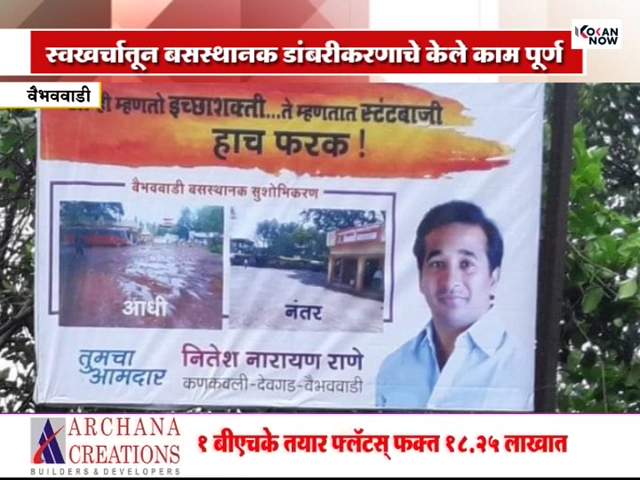 स्वखर्चातून बसस्थानक डांबरीकरणाचे केले काम पूर्ण
KOKAN
NOW
वैभववाडी
म्हणतो इच्छाशक्ती...ते म्हणतात स्टंटबाजी
हाच फरक !
वैभववाडी बसस्थानक सुशोभिकरण
आधी
नंतर
तुमचा
आमदार
नितेश नारायण राणे
कणकवली-देवगड-वैभववाडी
ARCHANA
CREATIONS
BUILDERS & DEVELOPERS
१ बीएचके तयार फ्लॅटस् फक्त १८.२५ लाखात